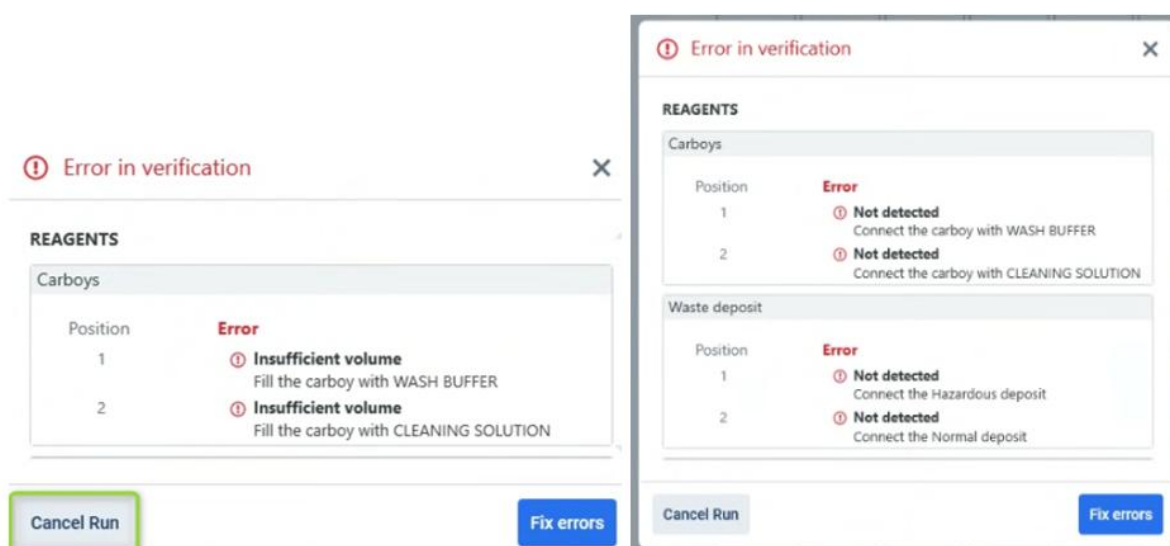 Error in verification
REAGENTS
Carboys
Position Error
1 Insufficient volume
Fill the carboy with WASH BUFFER
2 Insufficient volume
Fill the carboy with CLEANING SOLUTION
Cancel Run Fix errors
Error in verification
REAGENTS
Carboys
Position Error
1 Not detected
Connect the carboy with WASH BUFFER
2 Not detected
Connect the carboy with CLEANING SOLUTION
Waste deposit
Position Error
1 Not detected
Connect the Hazardous deposit
2 Not detected
Connect the Normal deposit
Cancel Run Fix errors